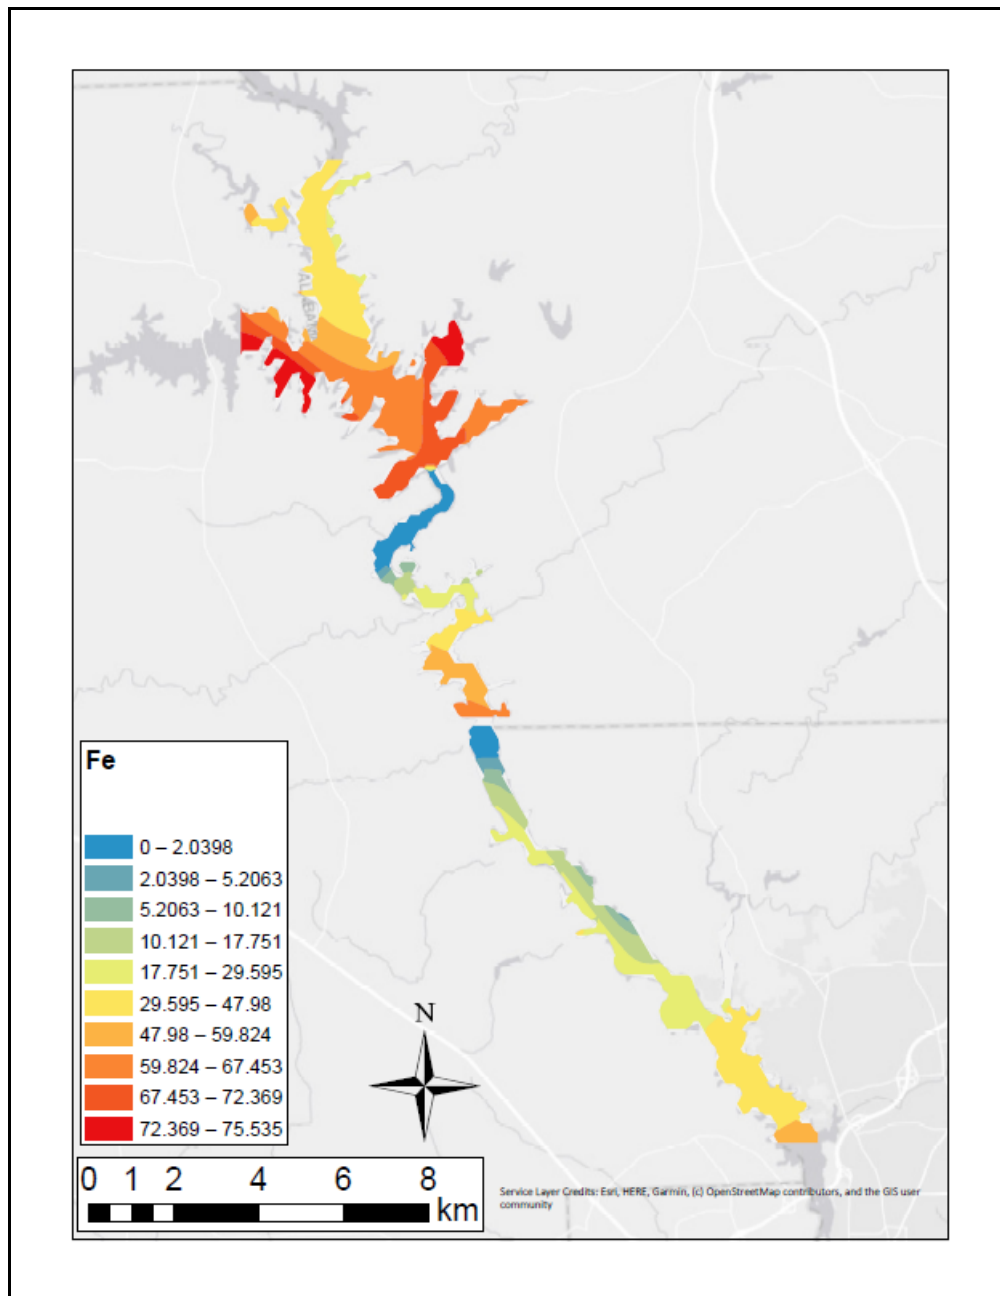 Fe
0 – 2.0398
2.0398 – 5.2063
5.2063 – 10.121
10.121 – 17.751
17.751 – 29.595
29.595 – 47.98
47.98 – 59.824
59.824 – 67.453
67.453 – 72.369
72.369 – 75.535
N
0 1 2 4 6 8
km
Service Layer Credits: Esri, HERE, Garmin, (c) OpenStreetMap contributors, and the GIS user
community